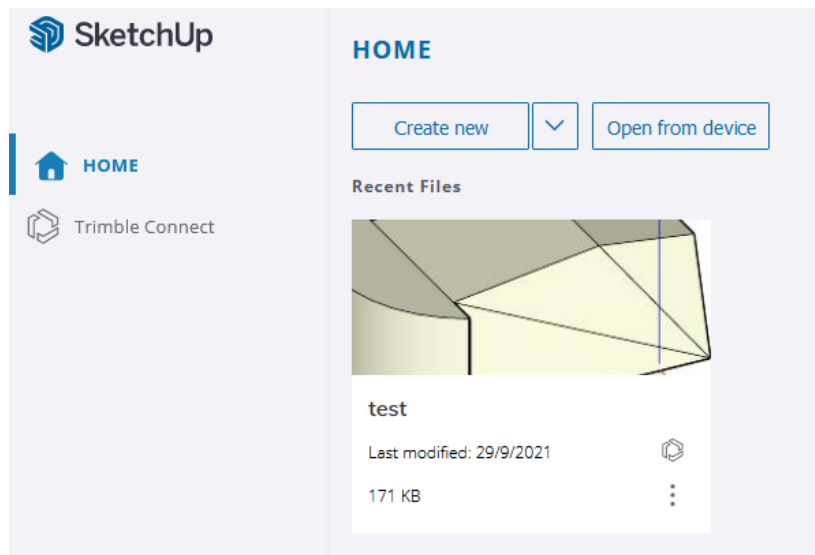 SketchUp
HOME
HOME
Trimble Connect
Create new
Open from device
Recent Files
test
Last modified: 29/9/2021
171 KB